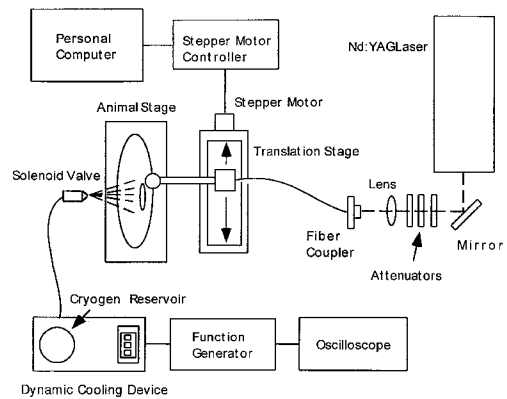 Personal
Computer
Stepper Motor
Controller
Nd:YAGLaser
Animal Stage
Stepper Motor
Translation Stage
Solenoid Valve
Lens
Fiber
Coupler
Mirror
Attenuators
Cryogen Reservoir
Function
Generator
Oscilloscope
Dynamic Cooling Device